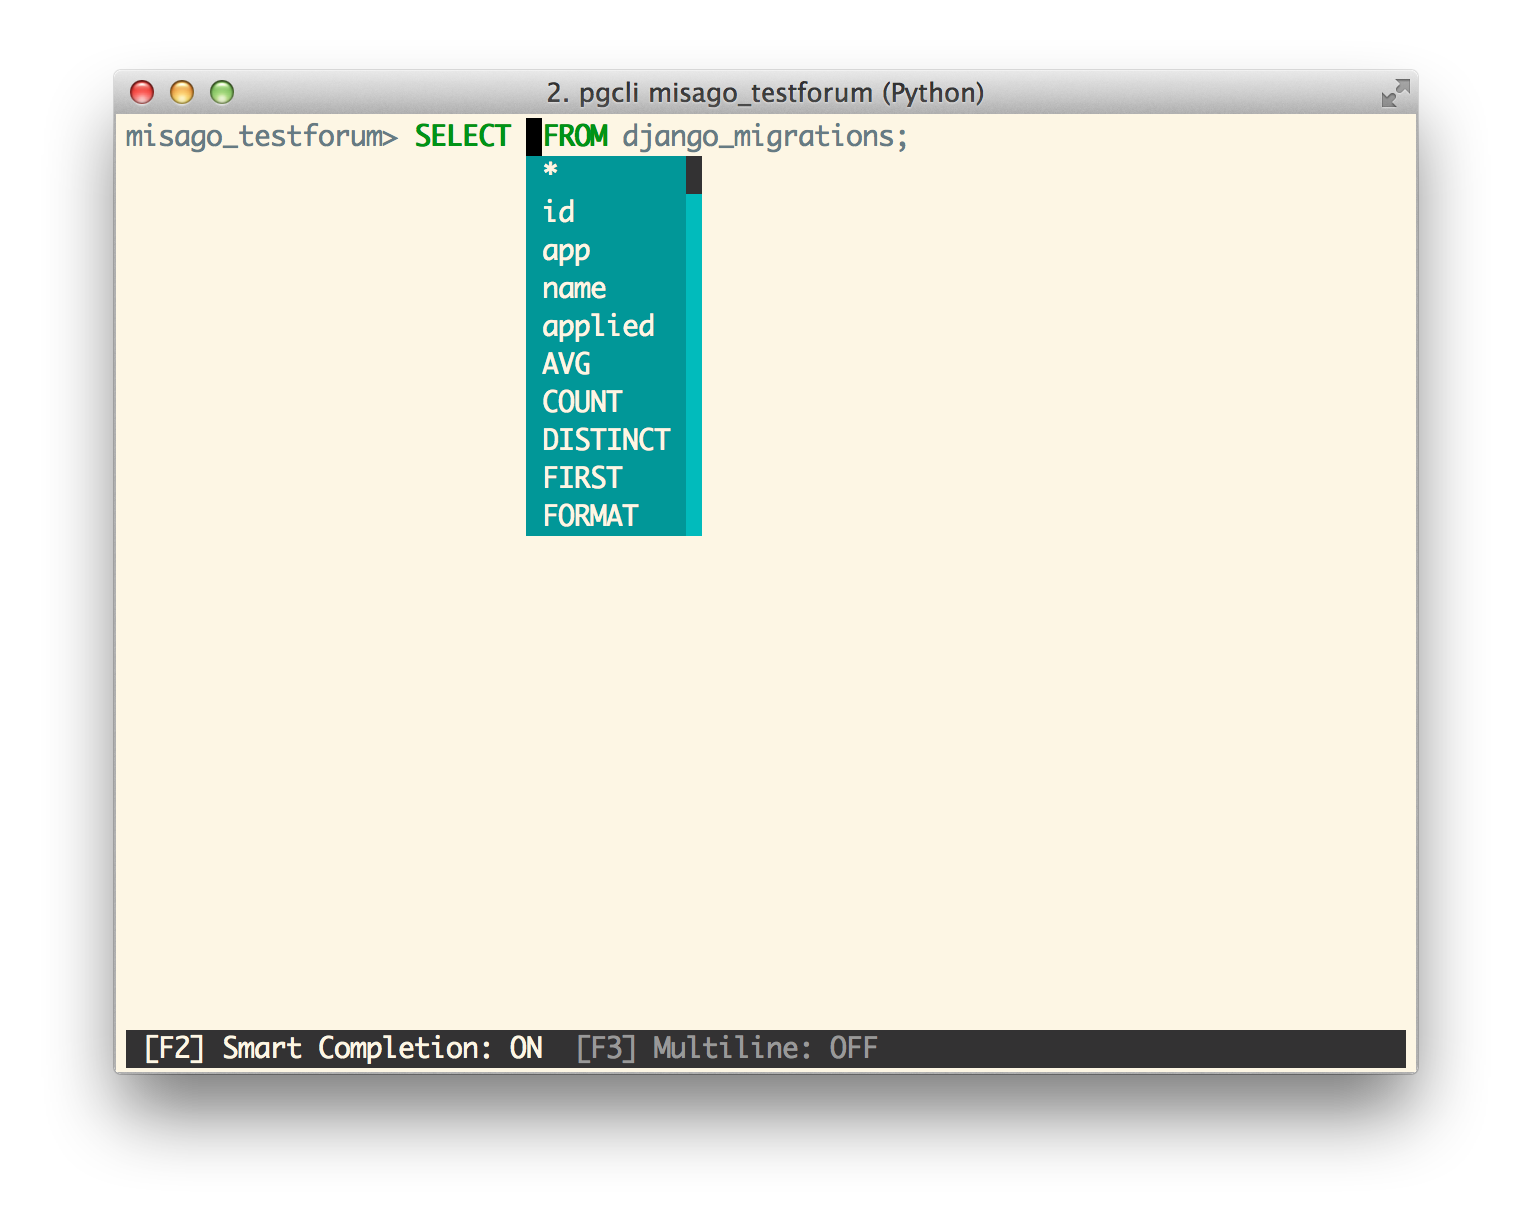 2. pgcli misago_testforum (Python)
misago_testforum> SELECT FROM django_migrations;
*
id
app
name
applied
AVG
COUNT
DISTINCT
FIRST
FORMAT
[F2] Smart Completion: ON [F3] Multiline: OFF